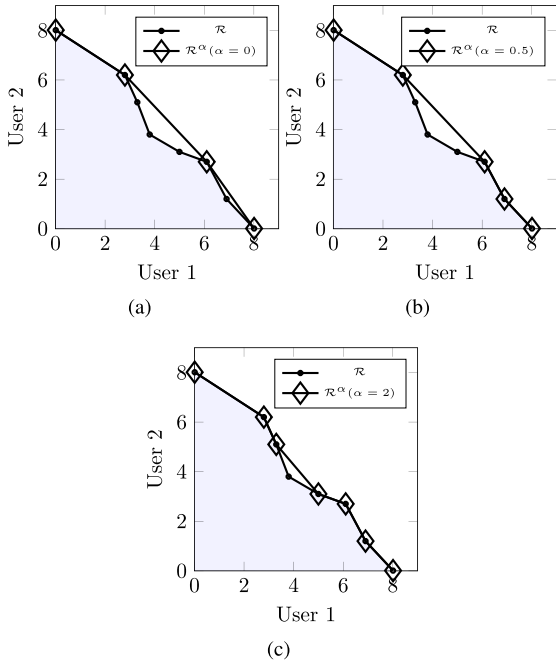 8
6
4
2
0
User 2
0 2 4 6 8
User 1
R
R^α(α = 0)
(a)
8
6
4
2
0
User 2
0 2 4 6 8
User 1
R
R^α(α = 0.5)
(b)
8
6
4
2
0
User 2
0 2 4 6 8
User 1
R
R^α(α = 2)
(c)